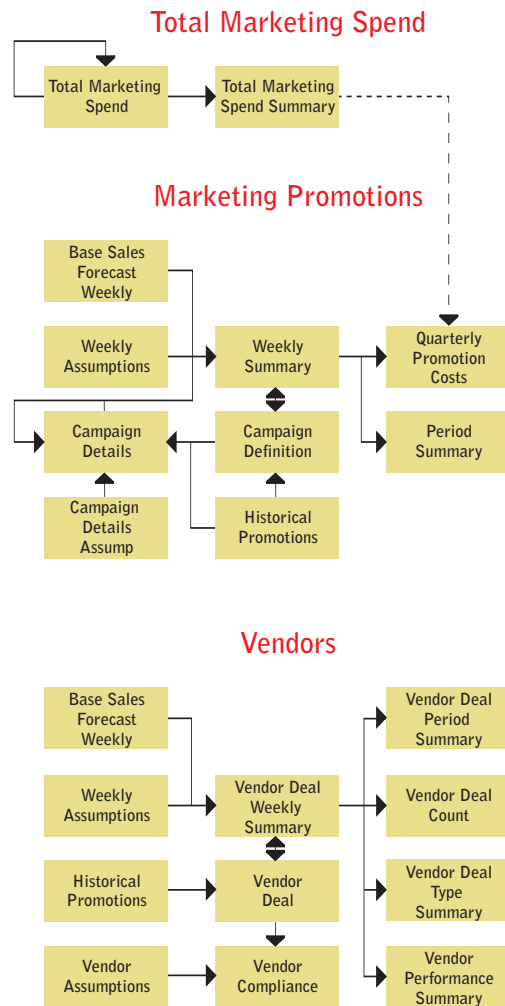 Total Marketing Spend
Total Marketing
Spend
Total Marketing
Spend Summary
Marketing Promotions
Base Sales
Forecast
Weekly
Weekly
Assumptions
Weekly
Summary
Quarterly
Promotion
Costs
Campaign
Details
Campaign
Definition
Period
Summary
Campaign
Details
Assump
Historical
Promotions
Vendors
Base Sales
Forecast
Weekly
Vendor Deal
Period
Summary
Weekly
Assumptions
Vendor Deal
Weekly
Summary
Vendor Deal
Count
Historical
Promotions
Vendor
Deal
Vendor Deal
Type
Summary
Vendor
Assumptions
Vendor
Compliance
Vendor
Performance
Summary